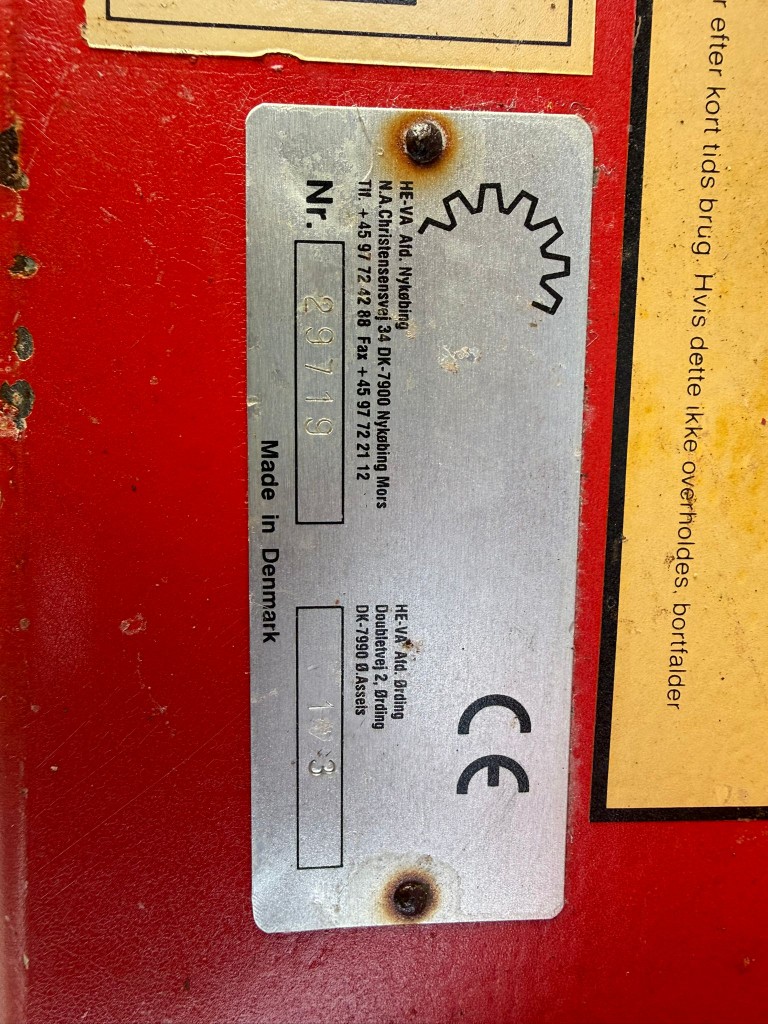 r efter kort tids brug. Hvis dette ikke overholdes, bortfalder
HE-VA Afd. Nykøbing
N.A.Christensensvej 34 DK-7900 Nykøbing Mors
Tlf. +45 97 72 42 88 Fax +45 97 72 21 12
Nr. 29719
HE-VA Afd. Ørding
Doubletvej 2, Ørding
DK-7990 Ø.Assels
CE
Made in Denmark